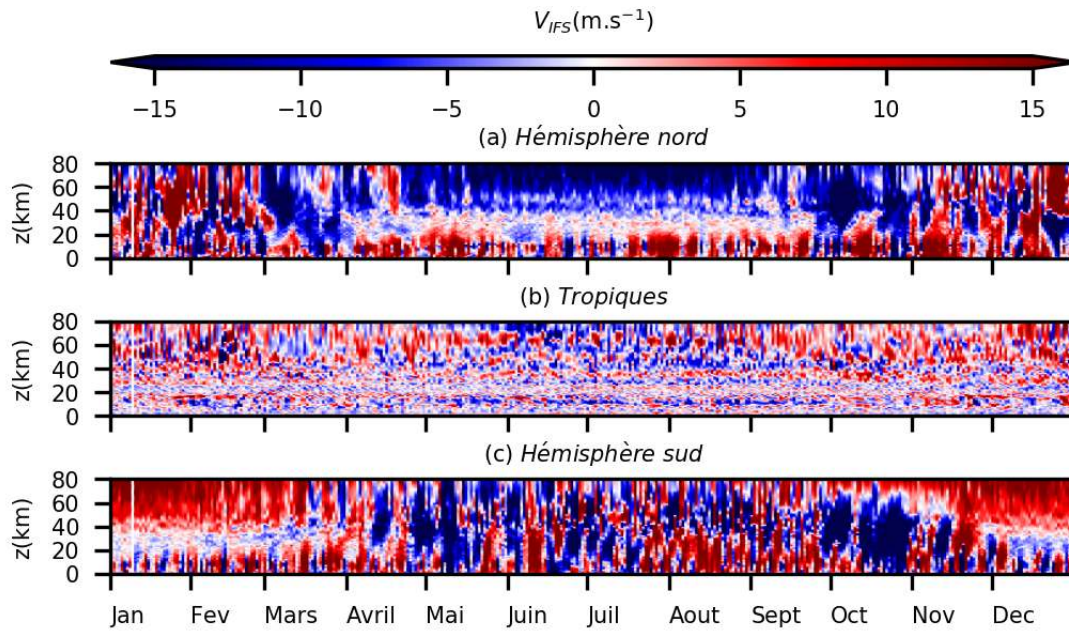 V_IFS(m.s⁻¹)
−15 −10 −5 0 5 10 15
(a) Hémisphère nord
80
60
40
20
0
z(km)
(b) Tropiques
80
60
40
20
0
z(km)
(c) Hémisphère sud
80
60
40
20
0
z(km)
Jan Fev Mars Avril Mai Juin Juil Aout Sept Oct Nov Dec